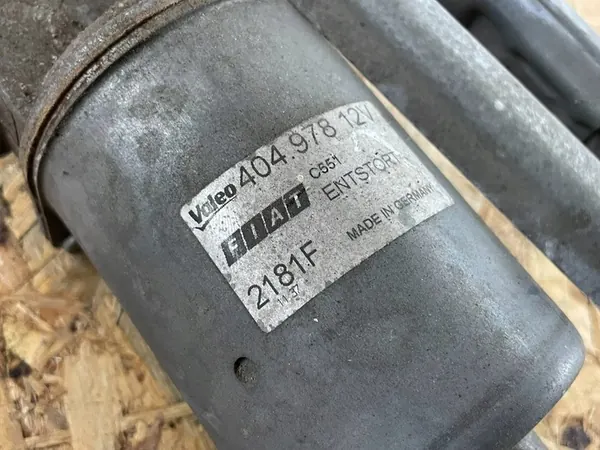 Valeo 404.978 12V
FIAT C551 ENTSTÖRT
2181F MADE IN GERMANY